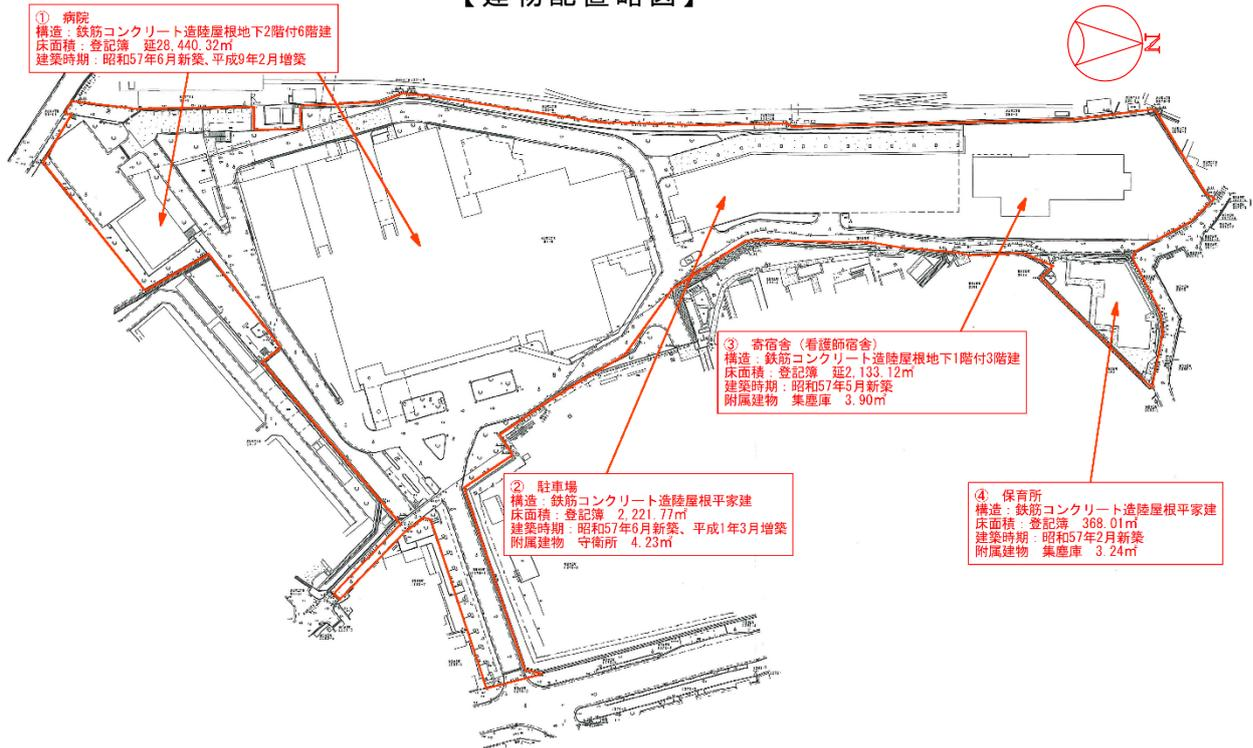 【建物配置略図】
① 病院
構造：鉄筋コンクリート造陸屋根地下2階付6階建
床面積：登記簿 延28,440.32㎡
建築時期：昭和57年6月新築、平成9年2月増築
N
③ 寄宿舎（看護師宿舎）
構造：鉄筋コンクリート造陸屋根地下1階付3階建
床面積：登記簿 延2,133.12㎡
建築時期：昭和57年5月新築
附属建物 集塵庫 3.90㎡
② 駐車場
構造：鉄筋コンクリート造陸屋根平家建
床面積：登記簿 2,221.77㎡
建築時期：昭和57年6月新築、平成1年3月増築
附属建物 守衛所 4.23㎡
④ 保育所
構造：鉄筋コンクリート造陸屋根平家建
床面積：登記簿 368.01㎡
建築時期：昭和57年2月新築
附属建物 集塵庫 3.24㎡